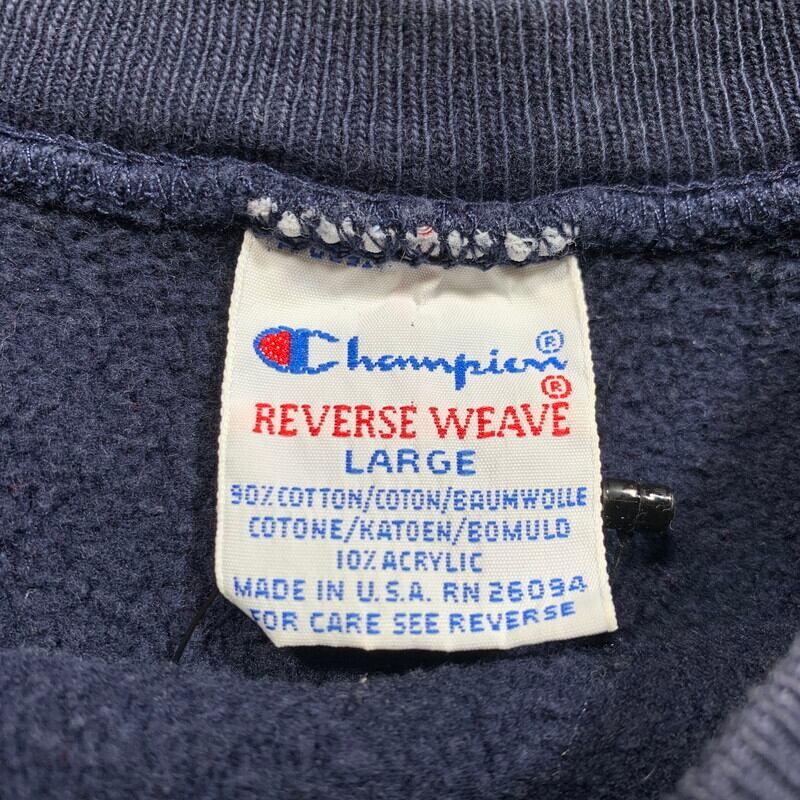 Champion®
REVERSE WEAVE®
LARGE
90% COTTON/COTON/BAUMWOLLE
COTONE/KATOEN/BOMULD
10% ACRYLIC
MADE IN U.S.A. RN 26094
FOR CARE SEE REVERSE